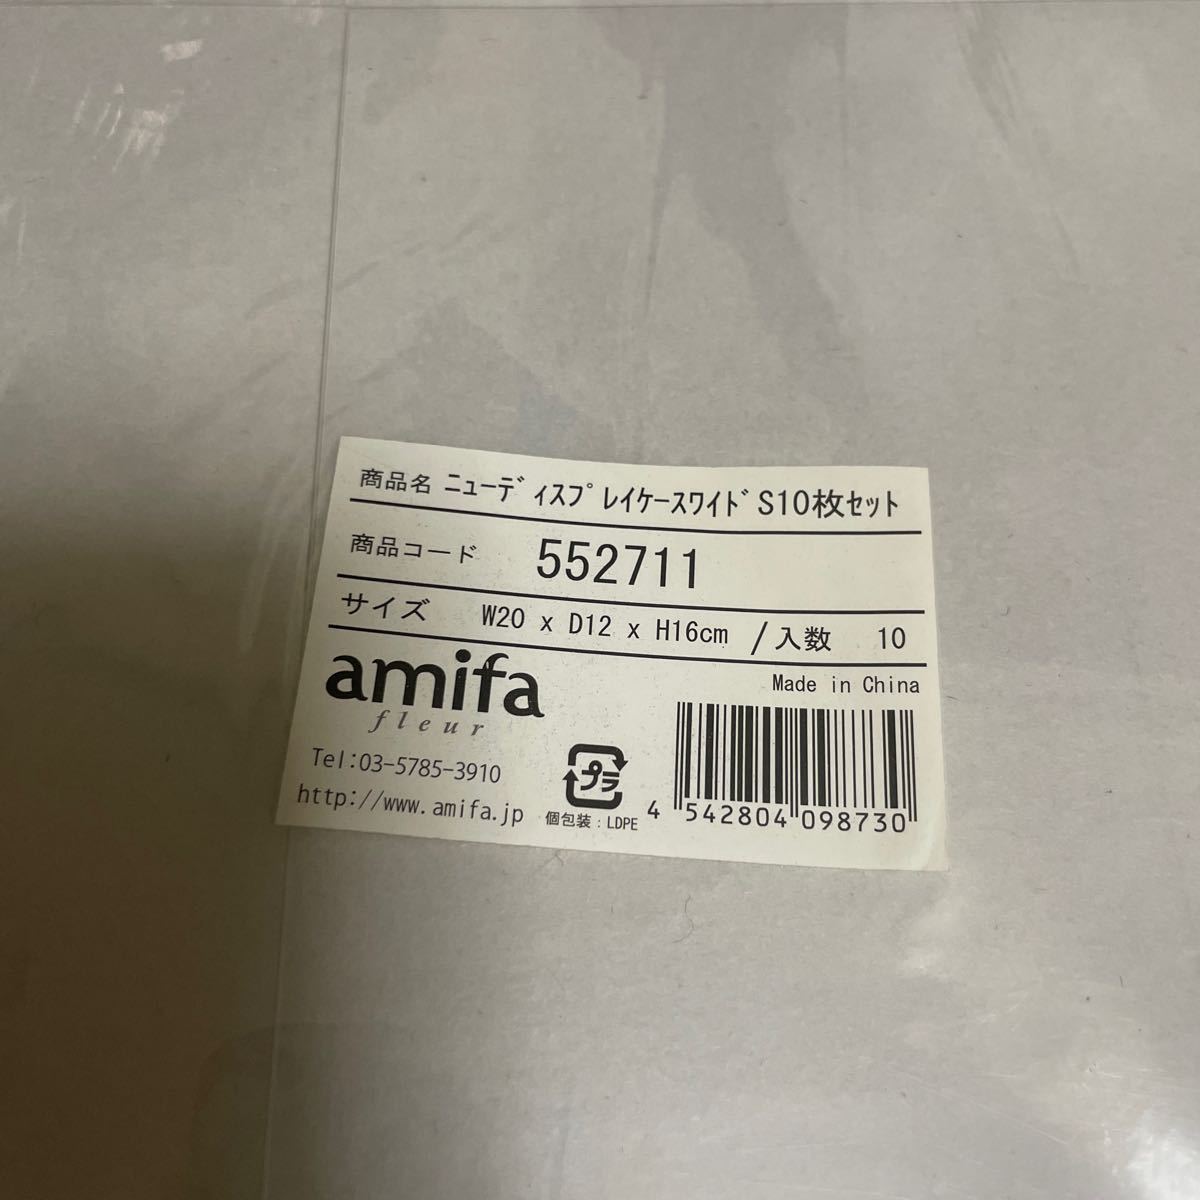 商品名 ﾆｭｰﾃﾞｨｽﾌﾟﾚｲｹｰｽﾜｲﾄﾞS10枚ｾｯﾄ
商品コード 552711
サイズ W20 x D12 x H16cm /入数 10
Made in China
amifa
fleur
Tel:03-5785-3910
http://www.amifa.jp
プラ
個包装：LDPE
4 542804 098730